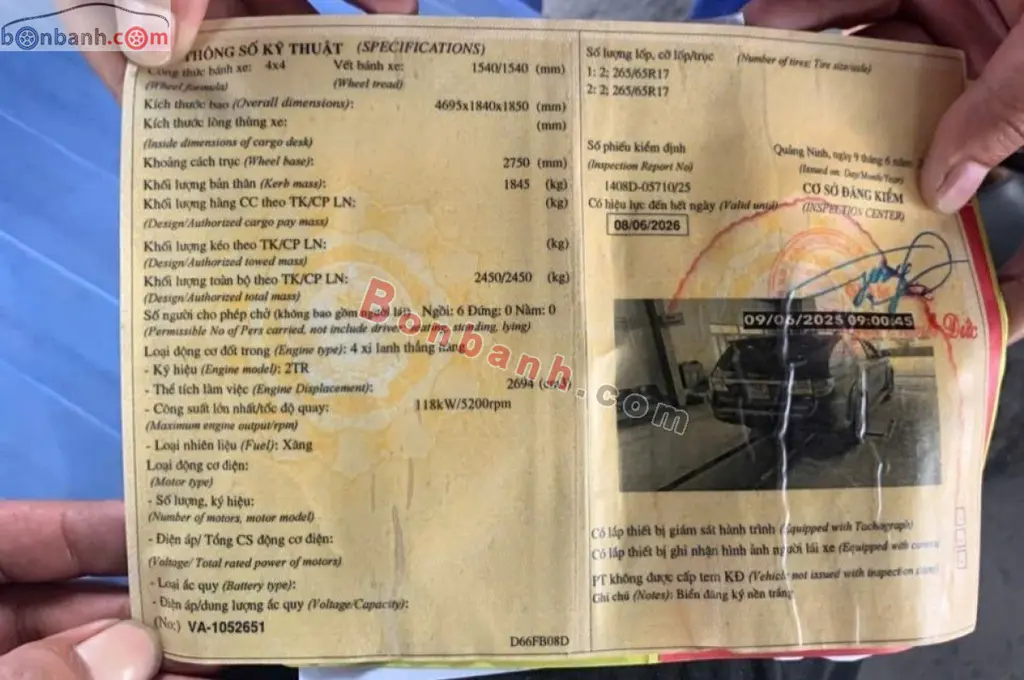 bonbanh.com
THÔNG SỐ KỸ THUẬT (SPECIFICATIONS)
Công thức bánh xe: 4x4 Vết bánh xe: 1540/1540 (mm)
(Wheel formula) (Wheel tread)
Kích thước bao (Overall dimensions): 4695x1840x1850 (mm)
Kích thước lòng thùng xe: (mm)
(Inside dimensions of cargo desk)
Khoảng cách trục (Wheel base): 2750 (mm)
Khối lượng bản thân (Kerb mass): 1845 (kg)
Khối lượng hàng CC theo TK/CP LN: (kg)
(Design/Authorized cargo pay mass)
Khối lượng kéo theo TK/CP LN: (kg)
(Design/Authorized towed mass)
Khối lượng toàn bộ theo TK/CP LN: 2450/2450 (kg)
(Design/Authorized total mass)
Số người cho phép chở (không bao gồm người lái): Ngồi: 6 Đứng: 0 Nằm: 0
(Permissible No of Pers carried, not include driver: seating, standing, lying)
Loại động cơ đốt trong (Engine type): 4 xi lanh thẳng hàng
- Ký hiệu (Engine model): 2TR
- Thể tích làm việc (Engine Displacement): 2694 (cm3)
- Công suất lớn nhất/tốc độ quay: 118kW/5200rpm
(Maximum engine output/rpm)
- Loại nhiên liệu (Fuel): Xăng
Loại động cơ điện:
(Motor type)
- Số lượng, ký hiệu:
(Number of motors, motor model)
- Điện áp/ Tổng CS động cơ điện:
(Voltage/ Total rated power of motors)
- Loại ắc quy (Battery type):
- Điện áp/dung lượng ắc quy (Voltage/Capacity):
(No:) VA-1052651
D66FB08D
Số lượng lốp, cỡ lốp/trục (Number of tires; Tire size/axle)
1: 2; 265/65R17
2: 2; 265/65R17
Số phiếu kiểm định
(Inspection Report No)
1408D-05710/25
Có hiệu lực đến hết ngày (Valid until)
08/06/2026
Quảng Ninh, ngày 9 tháng 6 năm
(Issued on: Day/Month/Year)
CƠ SỞ ĐĂNG KIỂM
(INSPECTION CENTER)
Đức
09/06/2025 09:00:45
Có lắp thiết bị giám sát hành trình (Equipped with Tachograph)
Có lắp thiết bị ghi nhận hình ảnh người lái xe (Equipped with camera)
PT không được cấp tem KĐ (Vehicle not issued with inspection stamp)
Ghi chú (Notes): Biển đăng ký nền trắng
Bonbanh.com